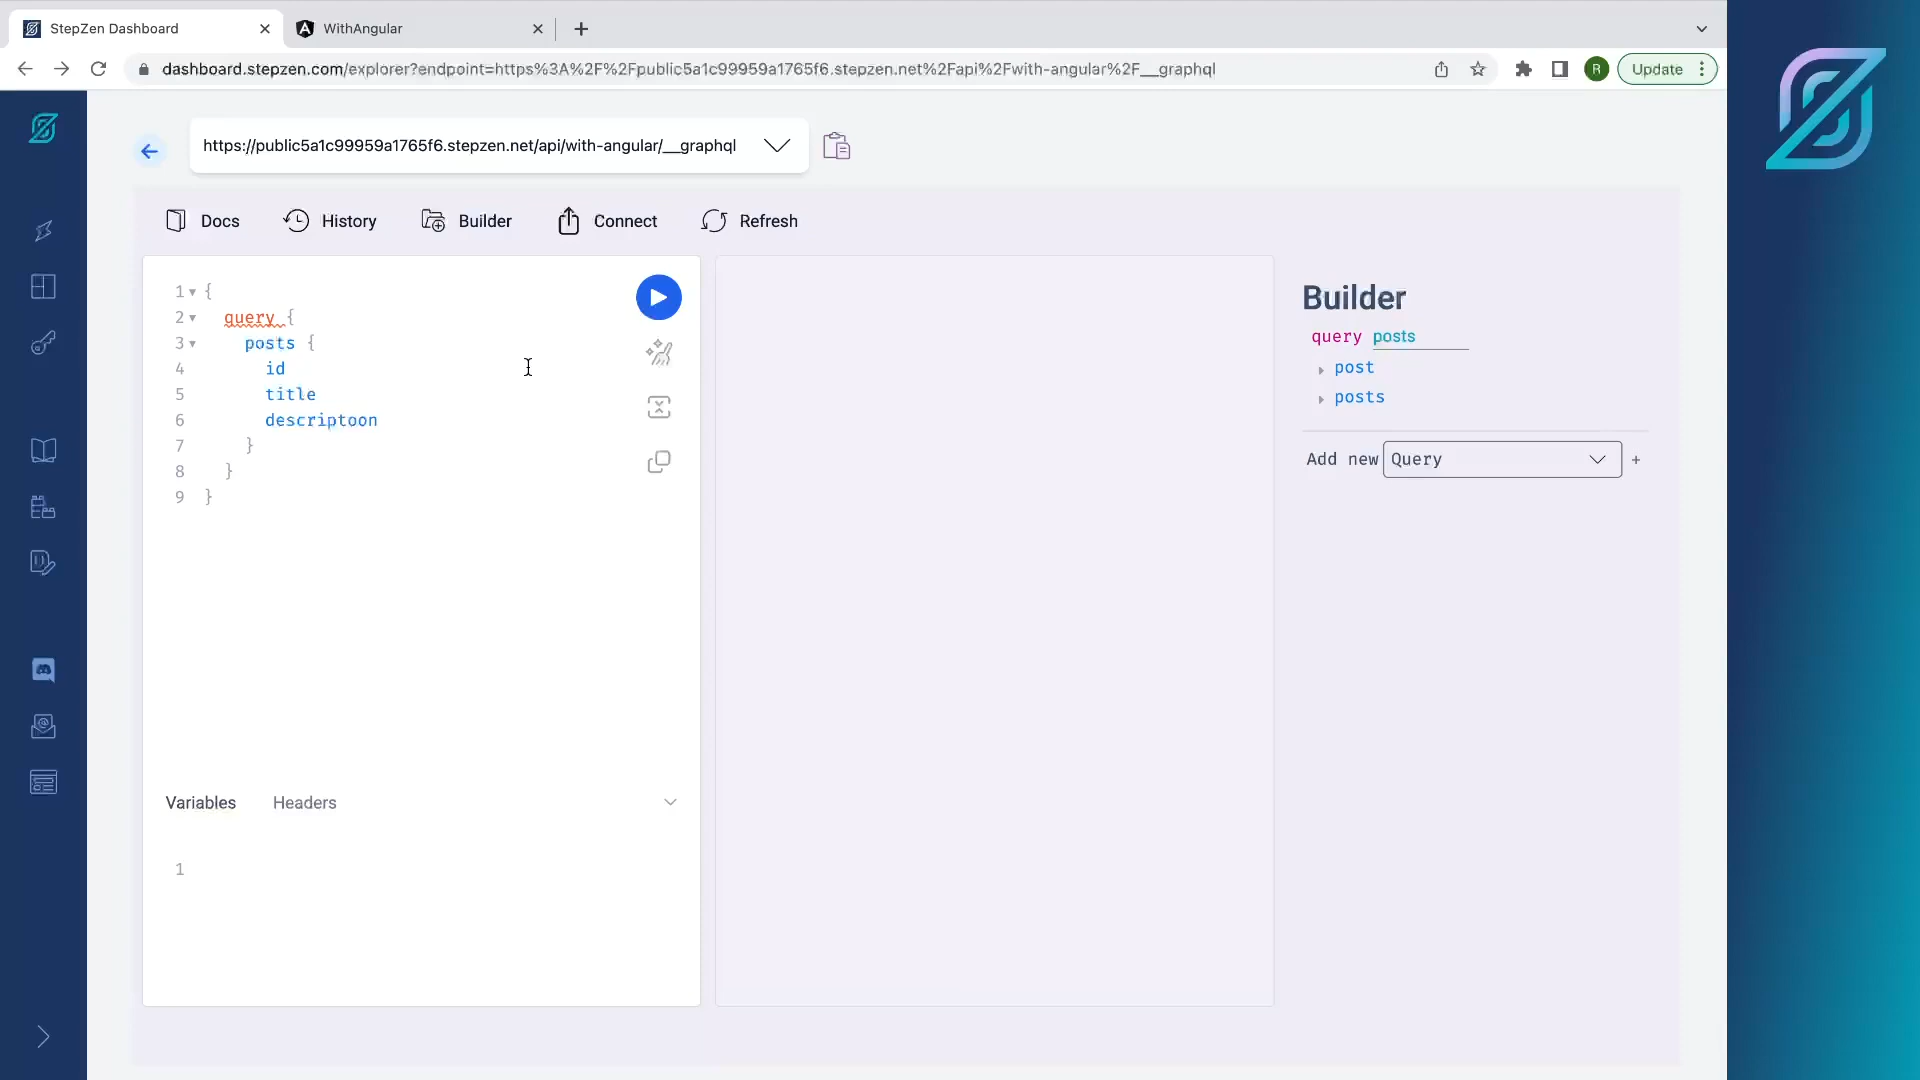 StepZen Dashboard
WithAngular
dashboard.stepzen.com/explorer?endpoint=https%3A%2F%2Fpublic5a1c99959a1765f6.stepzen.net%2Fapi%2Fwith-angular%2F__graphql
R
Update
https://public5a1c99959a1765f6.stepzen.net/api/with-angular/__graphql
Docs
History
Builder
Connect
Refresh
1 {
2 query {
3 posts {
4 id
5 title
6 descriptoon
7 }
8 }
9 }
Variables
Headers
1
Builder
query posts
post
posts
Add new Query +